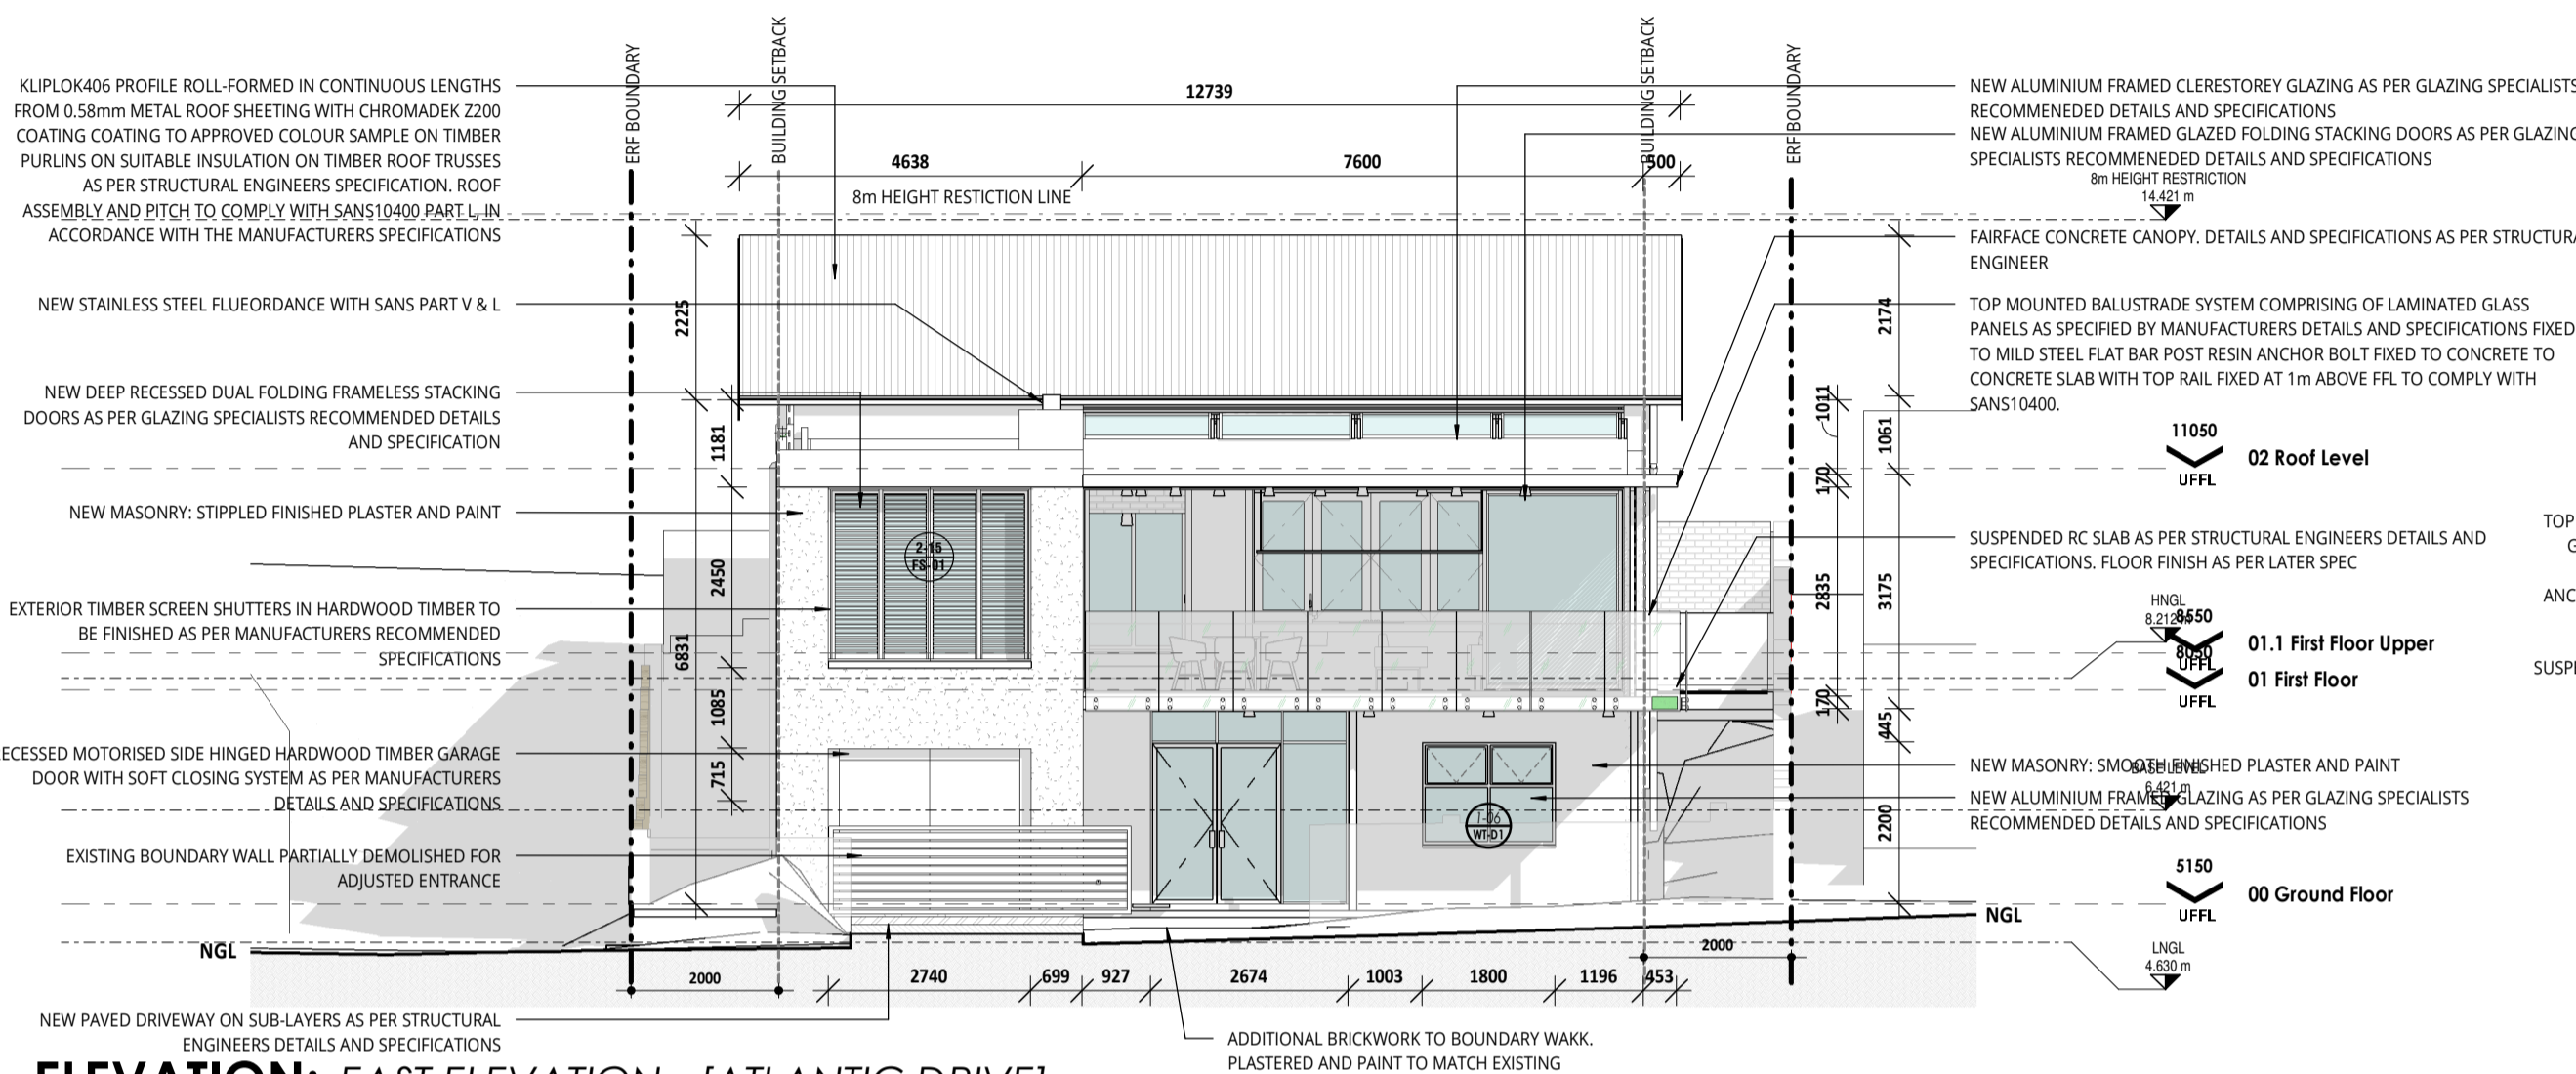 ERF BOUNDARY
BUILDING SETBACK
BUILDING SETBACK
ERF BOUNDARY
KLIPLOK406 PROFILE ROLL-FORMED IN CONTINUOUS LENGTHS
FROM 0.58mm METAL ROOF SHEETING WITH CHROMADEK Z200
COATING COATING TO APPROVED COLOUR SAMPLE ON TIMBER
PURLINS ON SUITABLE INSULATION ON TIMBER ROOF TRUSSES
AS PER STRUCTURAL ENGINEERS SPECIFICATION. ROOF
ASSEMBLY AND PITCH TO COMPLY WITH SANS10400 PART L, IN
ACCORDANCE WITH THE MANUFACTURERS SPECIFICATIONS
NEW STAINLESS STEEL FLUEORDANCE WITH SANS PART V & L
NEW DEEP RECESSED DUAL FOLDING FRAMELESS STACKING
DOORS AS PER GLAZING SPECIALISTS RECOMMENDED DETAILS
AND SPECIFICATION
NEW MASONRY: STIPPLED FINISHED PLASTER AND PAINT
EXTERIOR TIMBER SCREEN SHUTTERS IN HARDWOOD TIMBER TO
BE FINISHED AS PER MANUFACTURERS RECOMMENDED
SPECIFICATIONS
ECESSED MOTORISED SIDE HINGED HARDWOOD TIMBER GARAGE
DOOR WITH SOFT CLOSING SYSTEM AS PER MANUFACTURERS
DETAILS AND SPECIFICATIONS
EXISTING BOUNDARY WALL PARTIALLY DEMOLISHED FOR
ADJUSTED ENTRANCE
NGL
NEW PAVED DRIVEWAY ON SUB-LAYERS AS PER STRUCTURAL
ENGINEERS DETAILS AND SPECIFICATIONS
12739
4638
7600
500
8m HEIGHT RESTICTION LINE
2225
1181
2450
6831
1085
715
2-15
FS-01
1-06
WT-D1
2000
2740
699
927
2674
1003
1800
1196
453
2000
ADDITIONAL BRICKWORK TO BOUNDARY WAKK.
PLASTERED AND PAINT TO MATCH EXISTING
1011
170
2835
170
2174
1061
3175
445
2200
NEW ALUMINIUM FRAMED CLERESTOREY GLAZING AS PER GLAZING SPECIALISTS
RECOMMENEDED DETAILS AND SPECIFICATIONS
NEW ALUMINIUM FRAMED GLAZED FOLDING STACKING DOORS AS PER GLAZING
SPECIALISTS RECOMMENEDED DETAILS AND SPECIFICATIONS
8m HEIGHT RESTRICTION
14.421 m
FAIRFACE CONCRETE CANOPY. DETAILS AND SPECIFICATIONS AS PER STRUCTURA
ENGINEER
TOP MOUNTED BALUSTRADE SYSTEM COMPRISING OF LAMINATED GLASS
PANELS AS SPECIFIED BY MANUFACTURERS DETAILS AND SPECIFICATIONS FIXED
TO MILD STEEL FLAT BAR POST RESIN ANCHOR BOLT FIXED TO CONCRETE TO
CONCRETE SLAB WITH TOP RAIL FIXED AT 1m ABOVE FFL TO COMPLY WITH
SANS10400.
11050
02 Roof Level
UFFL
SUSPENDED RC SLAB AS PER STRUCTURAL ENGINEERS DETAILS AND
SPECIFICATIONS. FLOOR FINISH AS PER LATER SPEC
HNGL
8.212
8550
01.1 First Floor Upper
UFFL
8050
01 First Floor
UFFL
NEW MASONRY: SMOOTH FINISHED PLASTER AND PAINT
BASE LEVEL
6.421 m
NEW ALUMINIUM FRAMED GLAZING AS PER GLAZING SPECIALISTS
RECOMMENDED DETAILS AND SPECIFICATIONS
5150
00 Ground Floor
UFFL
NGL
LNGL
4.630 m
TOP
G
ANC
SUSP
ELEVATION: EAST ELEVATION - [ATLANTIC DRIVE]